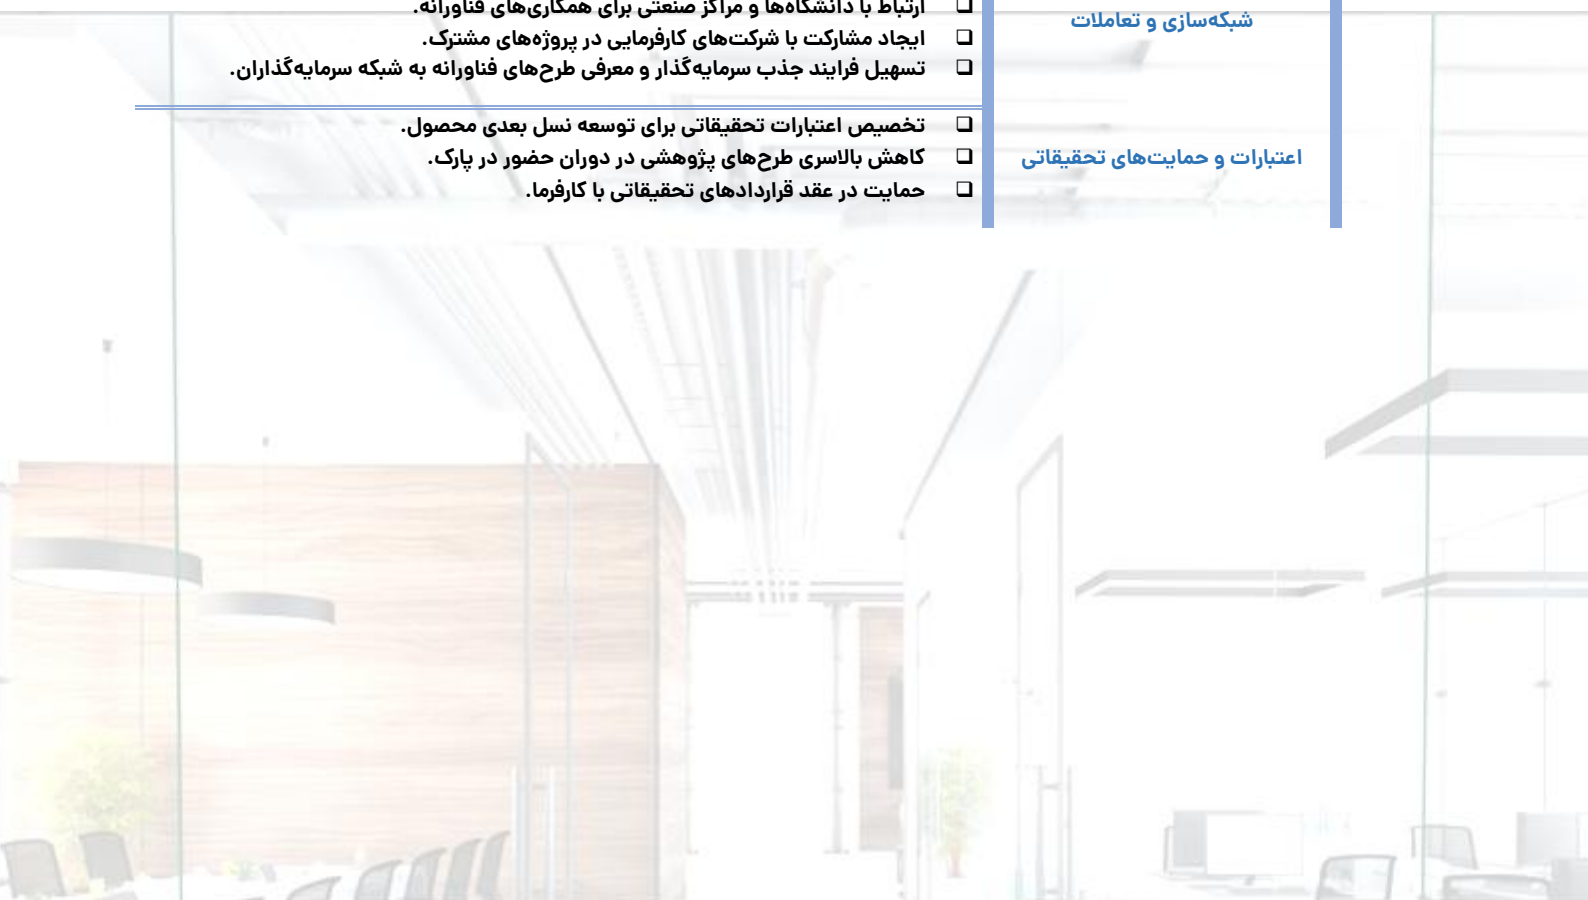 شبکه‌سازی و تعاملات
ارتباط با دانشگاه‌ها و مراکز صنعتی برای همکاری‌های فناورانه.
ایجاد مشارکت با شرکت‌های کارفرمایی در پروژه‌های مشترک.
تسهیل فرایند جذب سرمایه‌گذار و معرفی طرح‌های فناورانه به شبکه سرمایه‌گذاران.
اعتبارات و حمایت‌های تحقیقاتی
تخصیص اعتبارات تحقیقاتی برای توسعه نسل بعدی محصول.
کاهش بالاسری طرح‌های پژوهشی در دوران حضور در پارک.
حمایت در عقد قراردادهای تحقیقاتی با کارفرما.